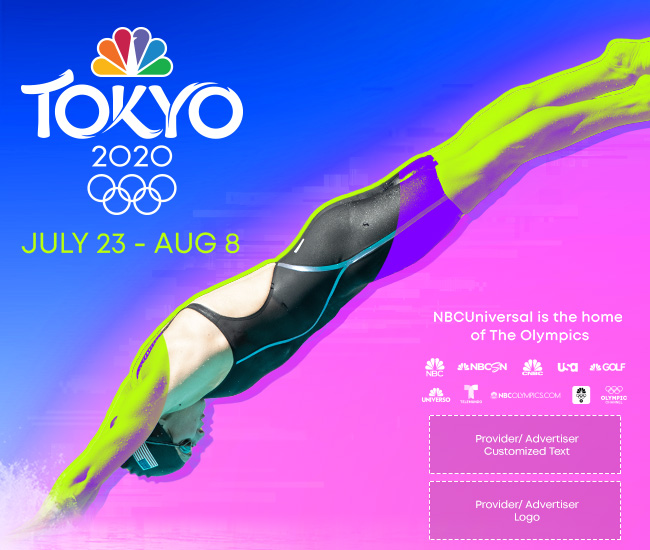 TOKYO
2020
JULY 23 - AUG 8
NBCUniversal is the home
of The Olympics
NBC NBCSN CNBC USA GOLF
UNIVERSO TELEMUNDO NBCOLYMPICS.COM OLYMPIC CHANNEL
Provider/ Advertiser
Customized Text
Provider/ Advertiser
Logo